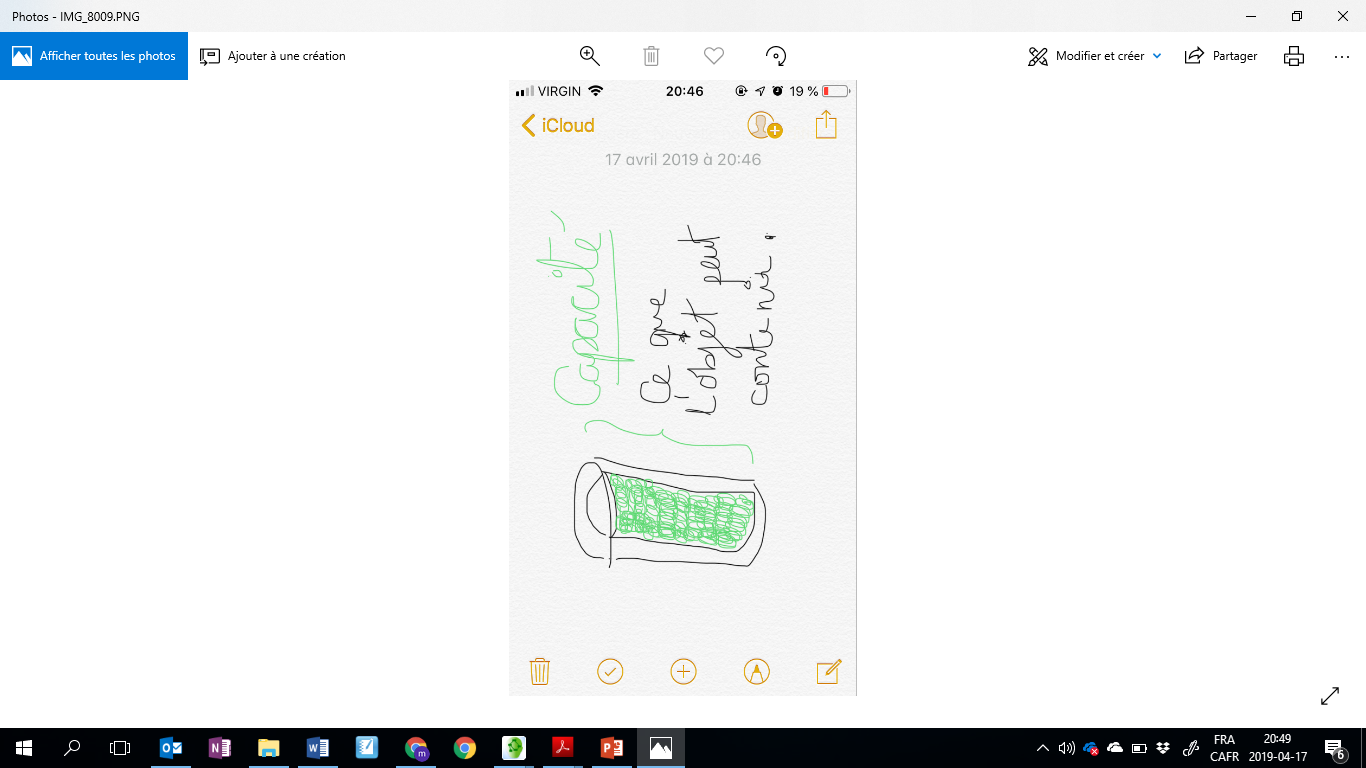 Photos - IMG_8009.PNG
Afficher toutes les photos
Ajouter à une création
Modifier et créer
Partager
VIRGIN
20:46
19 %
iCloud
17 avril 2019 à 20:46
Capacité
Ce que
l'objet peut
contenir.
FRA
CAFR
20:49
2019-04-17
6